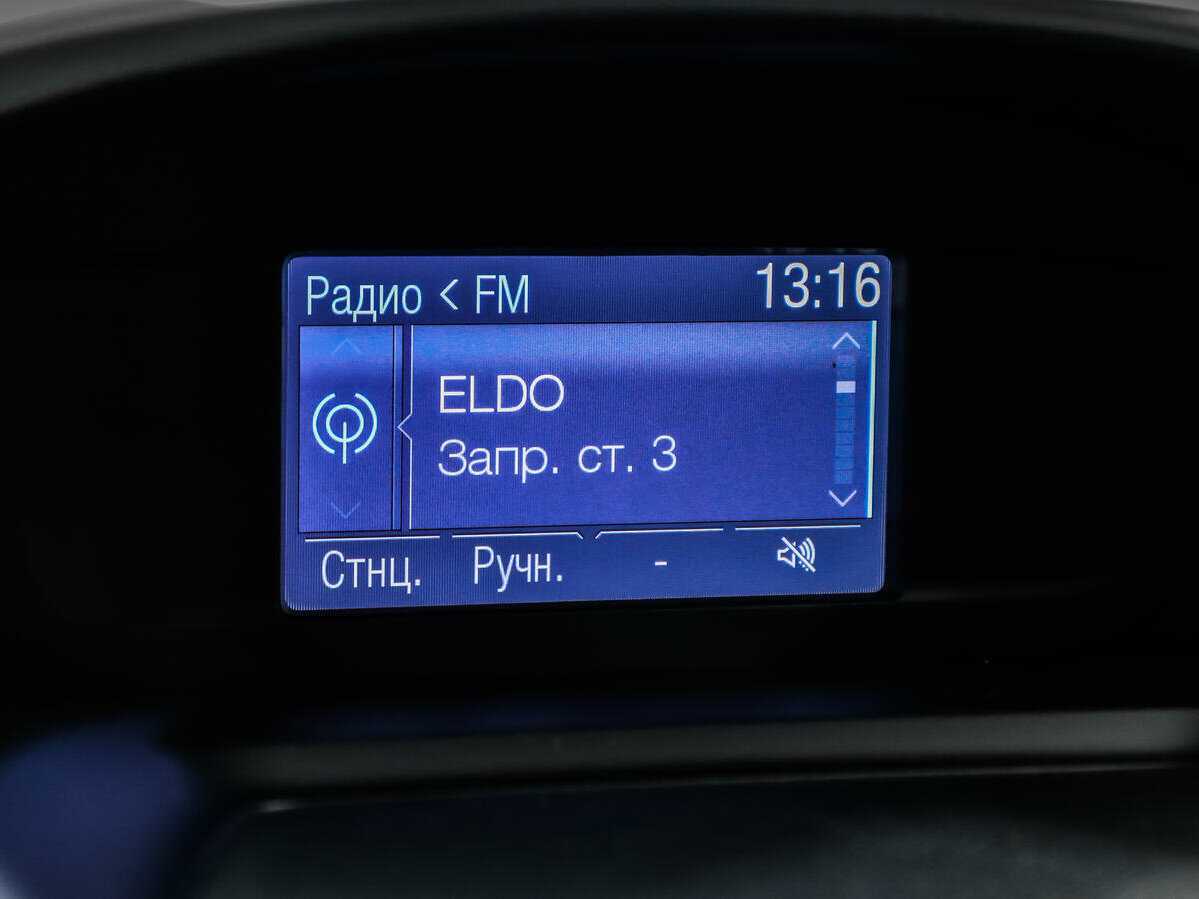 Радио < FM 13:16
ELDO
Запр. ст. 3
Стнц. Ручн. -